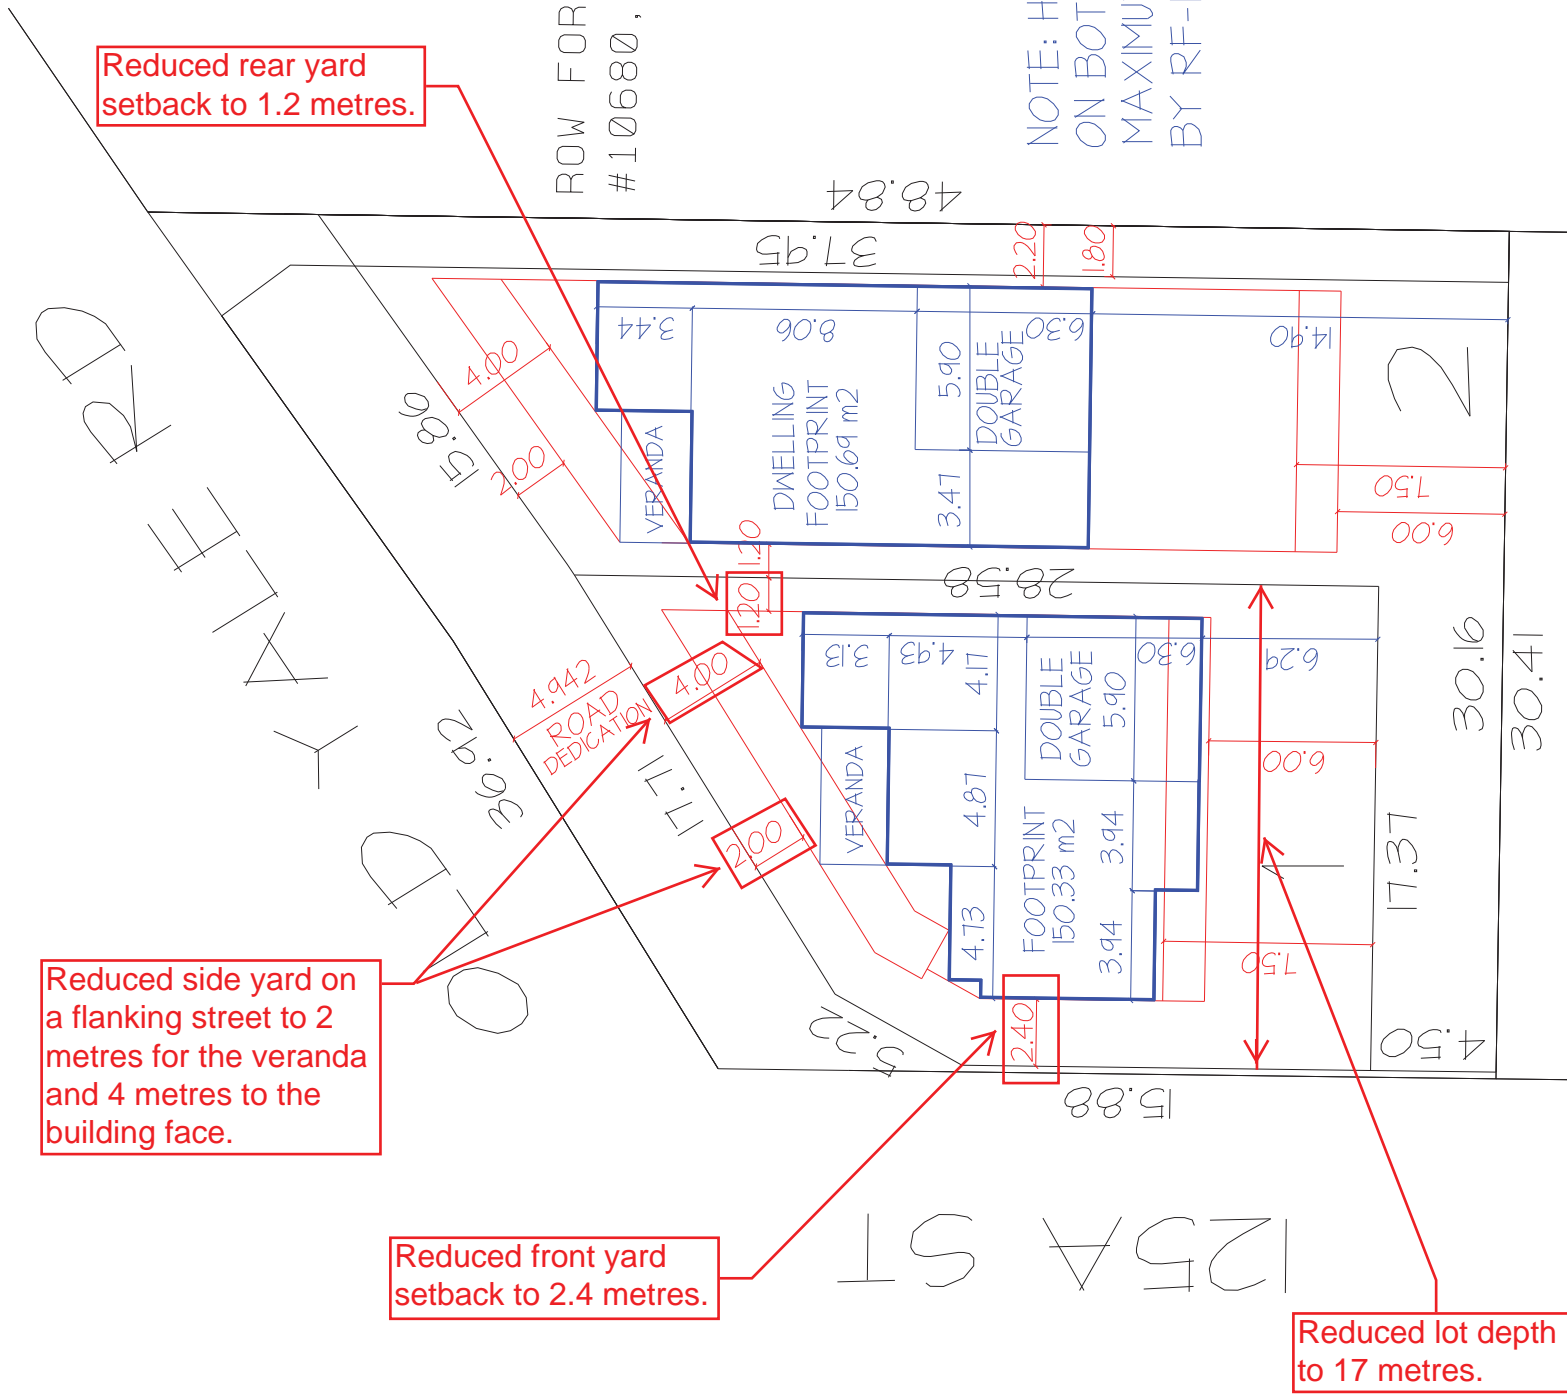 Reduced rear yard
setback to 1.2 metres.
ROW FOR
#10680,
NOTE: H
ON BOT
MAXIMU
BY RF-
48.84
37.95
2.20
1.80
3.44
8.06
6.30
14.90
4.00
2.00
15.86
VERANDA
DWELLING
FOOTPRINT
150.69 m2
5.90
DOUBLE
GARAGE
3.47
2
7.50
6.00
1.20
1.20
28.58
OLD YALE RD
4.942
ROAD
DEDICATION
4.00
36.92
17.71
2.00
3.13
4.93
4.17
6.30
6.29
DOUBLE
GARAGE
5.90
VERANDA
4.87
FOOTPRINT
150.33 m2
3.94
4.73
3.94
6.00
1
7.50
17.37
30.16
30.41
4.50
2.40
5.22
15.88
125A ST
Reduced side yard on
a flanking street to 2
metres for the veranda
and 4 metres to the
building face.
Reduced front yard
setback to 2.4 metres.
Reduced lot depth
to 17 metres.